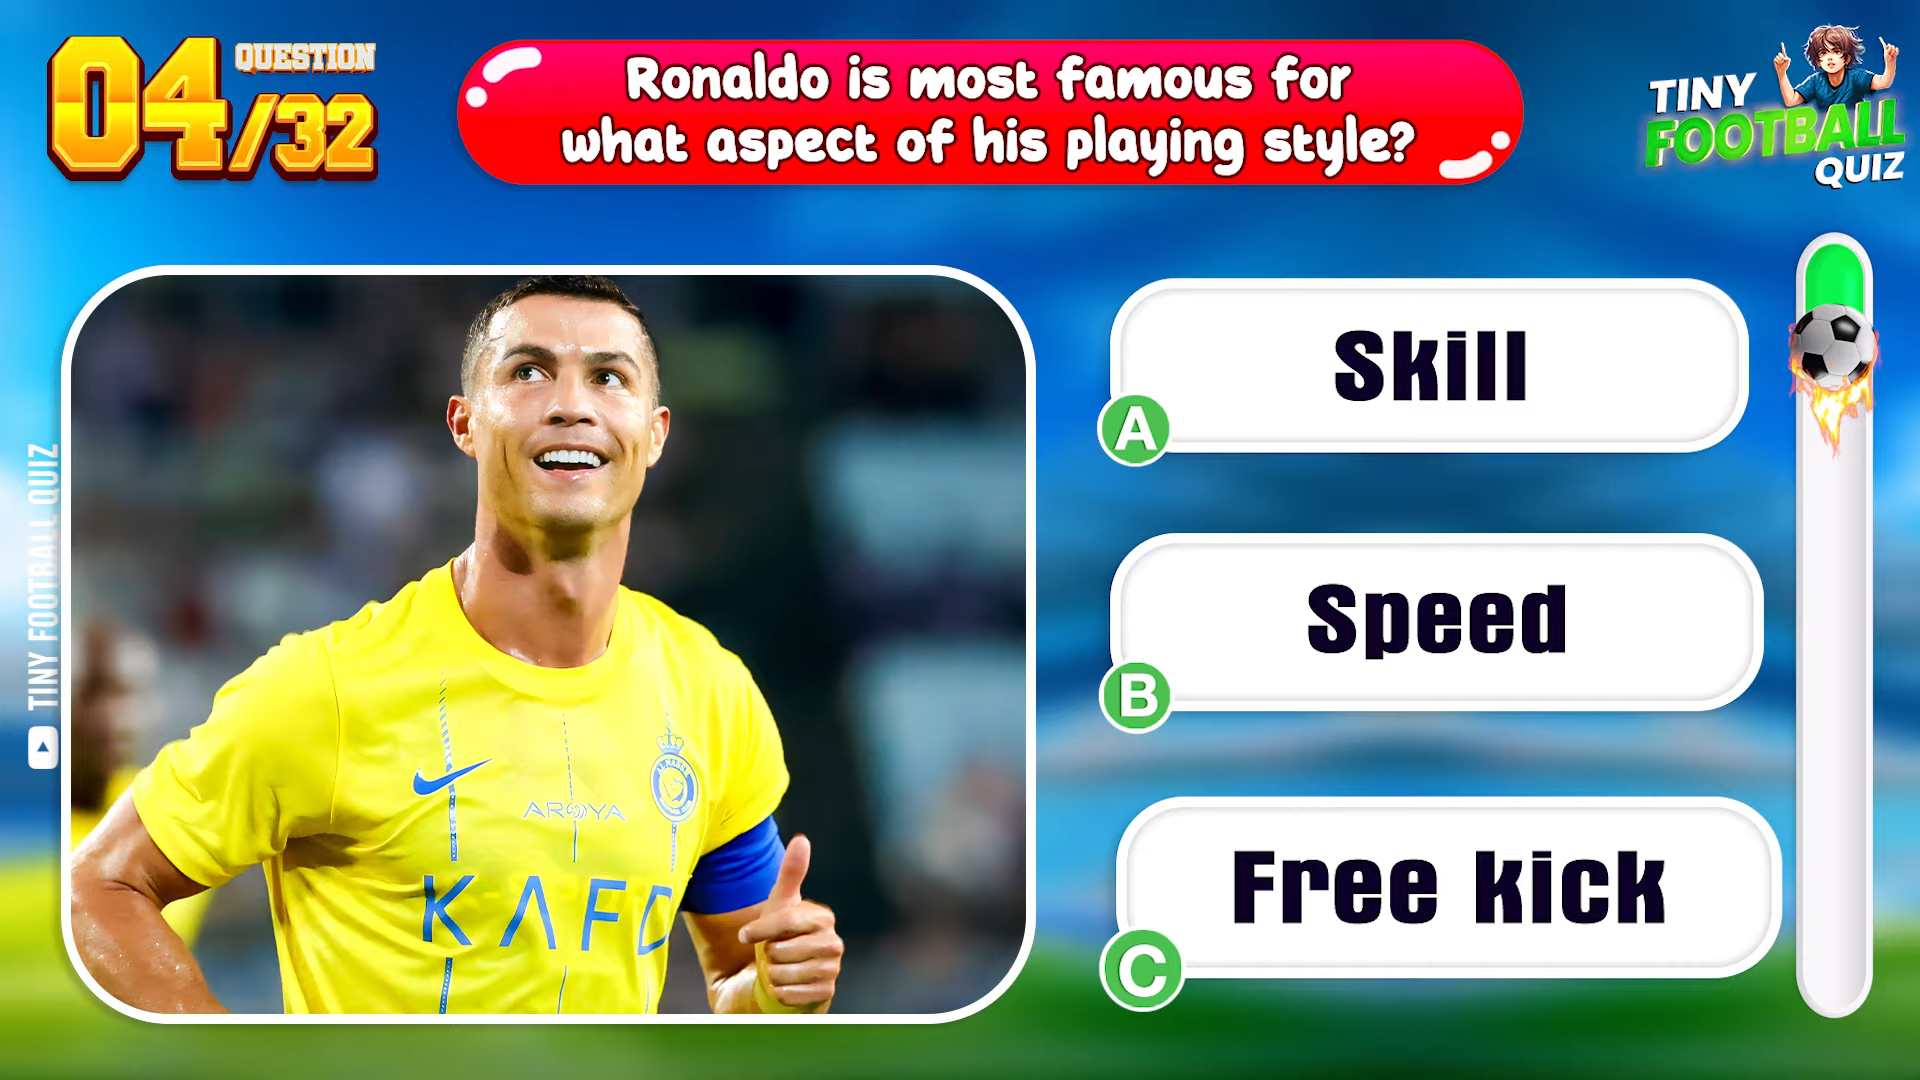 04/32
QUESTION
Ronaldo is most famous for
what aspect of his playing style?
TINY
FOOTBALL
QUIZ
TINY FOOTBALL QUIZ
AROYA
KAFD
Skill
A
Speed
B
Free kick
C